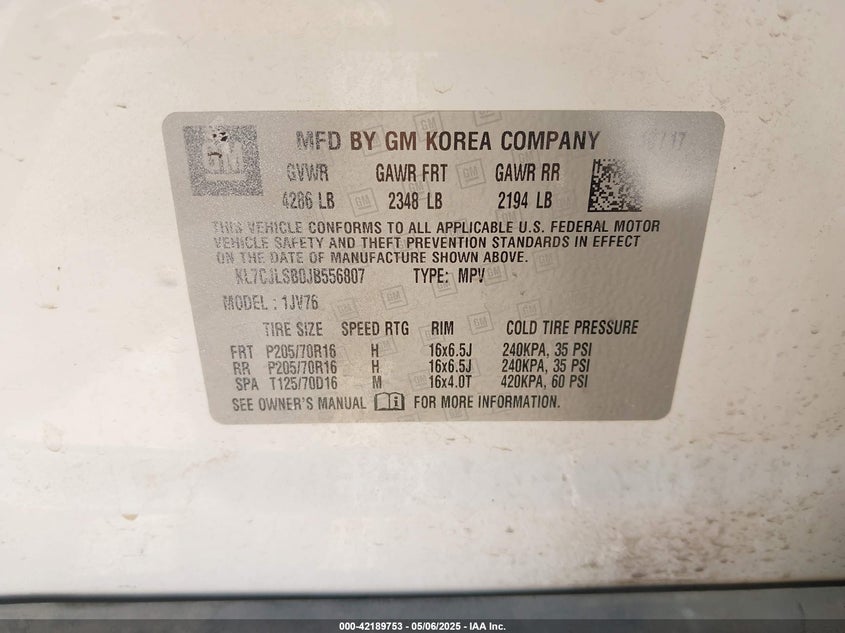 GM
MFD BY GM KOREA COMPANY
GVWR GAWR FRT GAWR RR
4286 LB 2348 LB 2194 LB
THIS VEHICLE CONFORMS TO ALL APPLICABLE U.S. FEDERAL MOTOR
VEHICLE SAFETY AND THEFT PREVENTION STANDARDS IN EFFECT
ON THE DATE OF MANUFACTURE SHOWN ABOVE.
KL7CJLSB0JB556807 TYPE: MPV
MODEL : 1JV76
TIRE SIZE SPEED RTG RIM COLD TIRE PRESSURE
FRT P205/70R16 H 16x6.5J 240KPA, 35 PSI
RR P205/70R16 H 16x6.5J 240KPA, 35 PSI
SPA T125/70D16 M 16x4.0T 420KPA, 60 PSI
SEE OWNER'S MANUAL i FOR MORE INFORMATION.
000-42189753 — 05/06/2025 — IAA Inc.